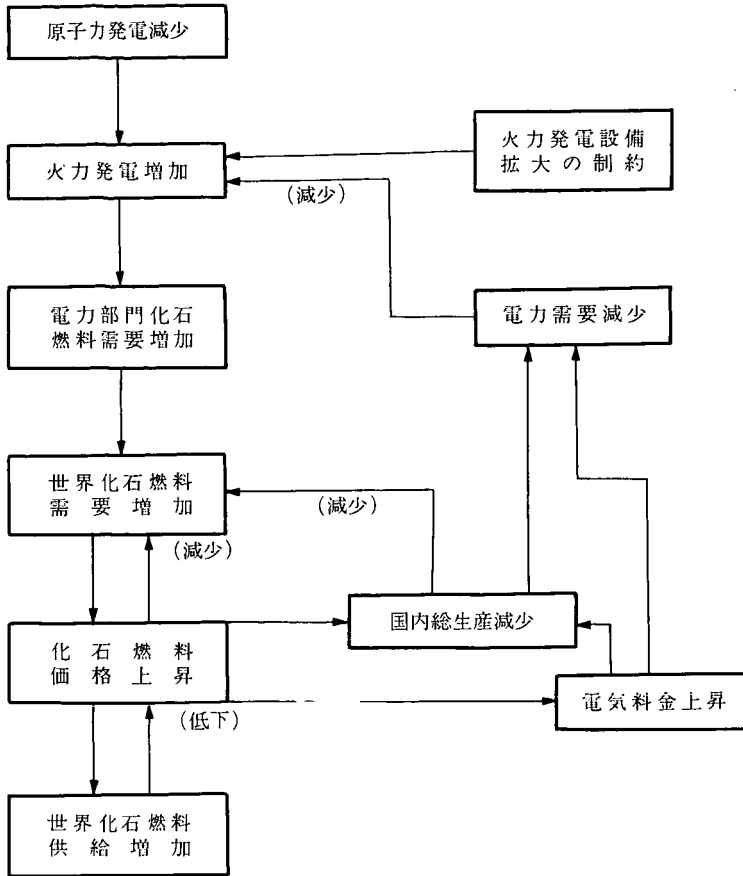 原子力発電減少
火力発電設備
拡大の制約
火力発電増加
(減少)
電力部門化石
燃料需要増加
電力需要減少
世界化石燃料
需要増加
(減少)
(減少)
国内総生産減少
化石燃料
価格上昇
(低下)
電気料金上昇
世界化石燃料
供給増加